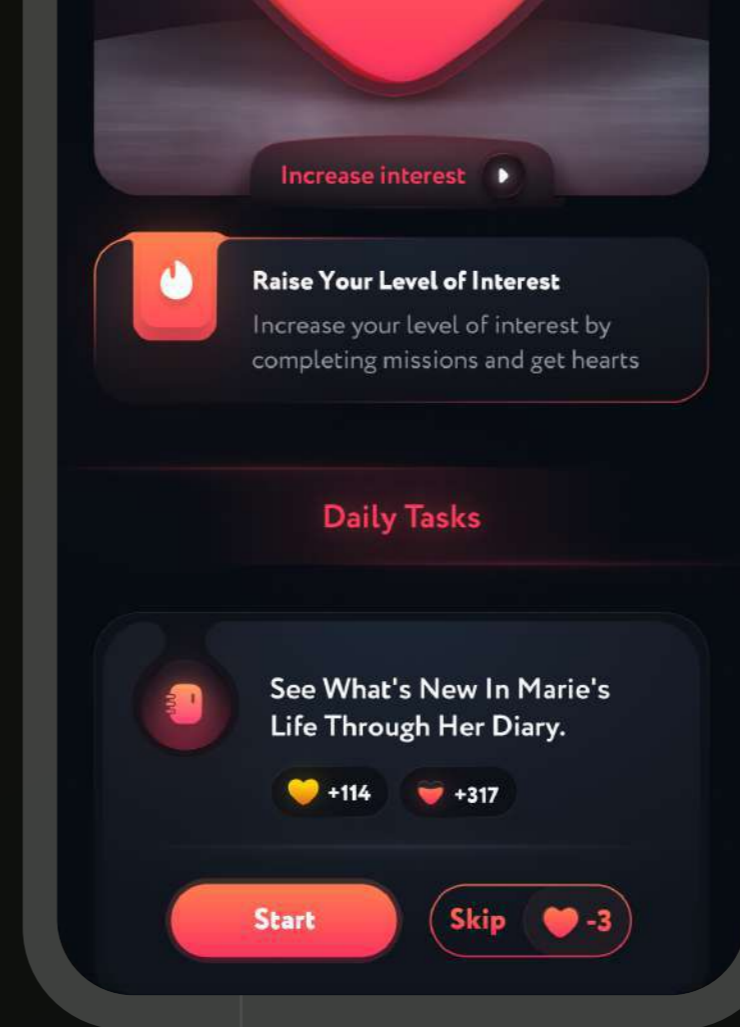 Increase interest
Raise Your Level of Interest
Increase your level of interest by
completing missions and get hearts
Daily Tasks
See What's New In Marie's
Life Through Her Diary.
+114 +317
Start Skip -3